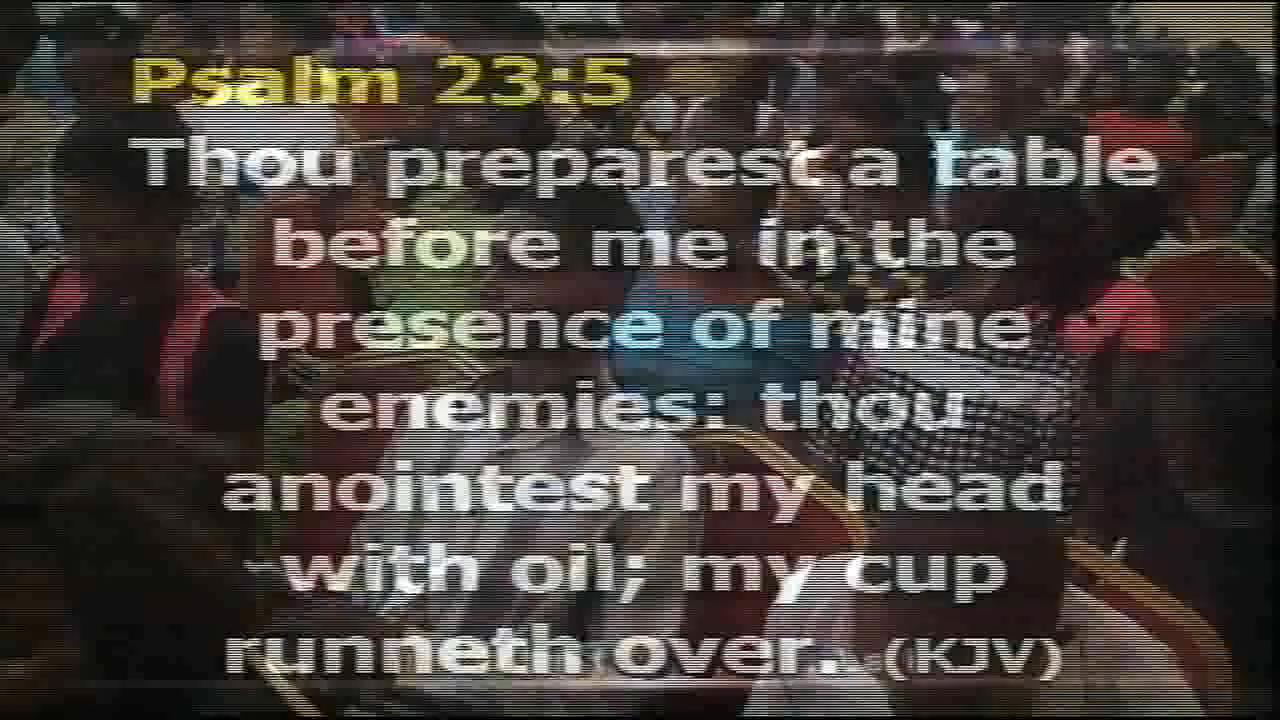 Psalm 23:5
Thou preparest a table
before me in the
presence of mine
enemies: thou
anointest my head
with oil; my cup
runneth over. (KJV)